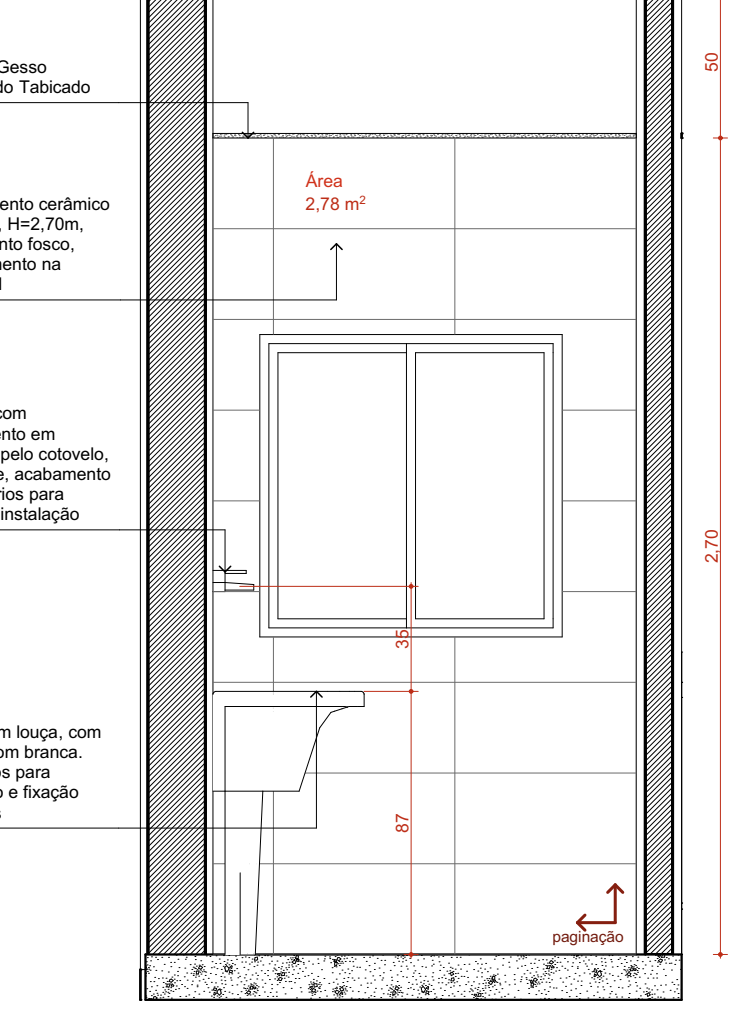 Gesso
do Tabicado
50
Área
2,78 m²
ento cerâmico
, H=2,70m,
nto fosco,
mento na
com
ento em
pelo cotovelo,
e, acabamento
rios para
instalação
2,70
35
m louça, com
om branca.
os para
o e fixação
87
paginação